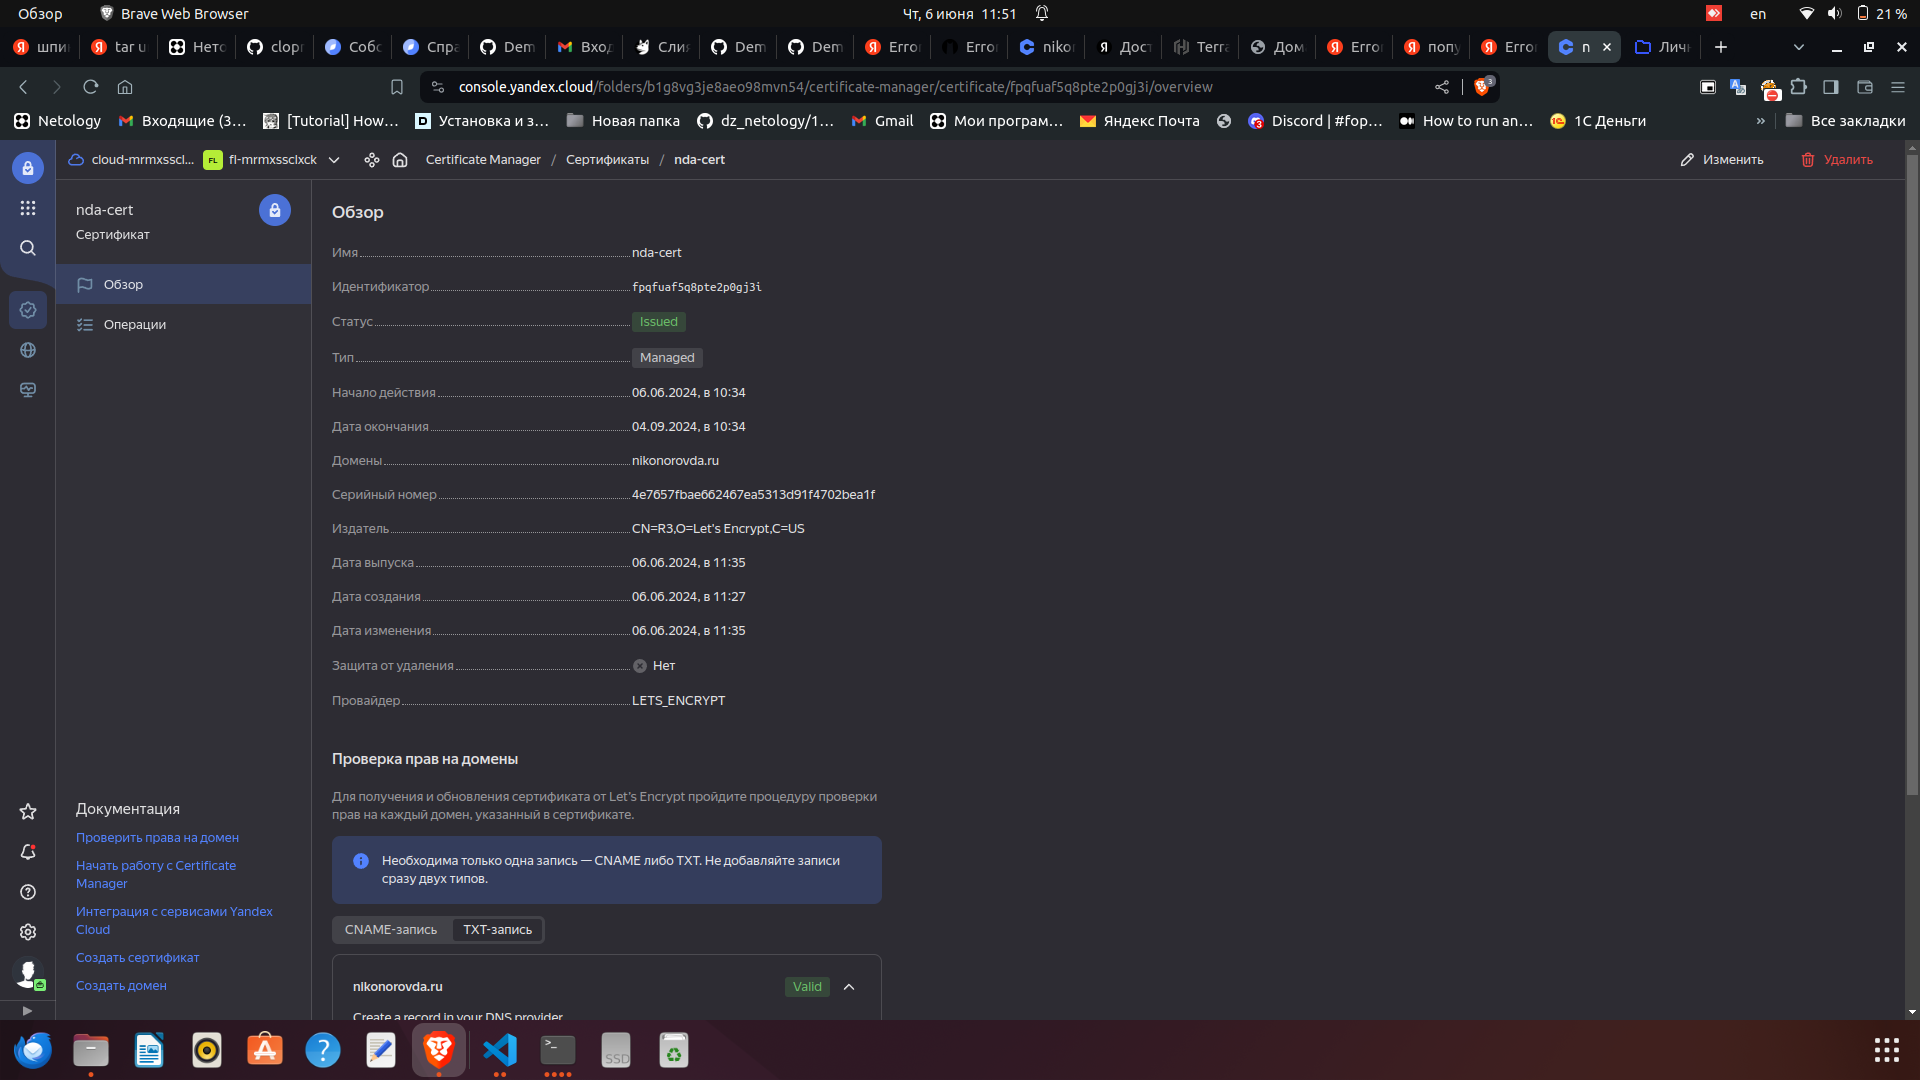 Обзор
Brave Web Browser
Чт, 6 июня 11:51
en
21 %
шпи
tar u
Нето
clop
Собс
Спра
Dem
Вход
Сли
Dem
Dem
Erro
Erro
niko
Дост
Terra
Дом
Erro
попу
Erro
n
Личн
console.yandex.cloud/folders/b1g8vg3je8aeo98mvn54/certificate-manager/certificate/fpqfuaf5q8pte2p0gj3i/overview
3
Netology
Входящие (3…
[Tutorial] How…
Установка и з…
Новая папка
dz_netology/1…
Gmail
Мои програм…
Яндекс Почта
Discord | #fop…
How to run an…
1С Деньги
»
Все закладки
cloud-mrmxsscl...
FL
fl-mrmxssclxck
Certificate Manager / Сертификаты / nda-cert
Изменить
Удалить
nda-cert
Сертификат
Обзор
Операции
Документация
Проверить права на домен
Начать работу с Certificate
Manager
Интеграция с сервисами Yandex
Cloud
Создать сертификат
Создать домен
Обзор
Имя nda-cert
Идентификатор fpqfuaf5q8pte2p0gj3i
Статус Issued
Тип Managed
Начало действия 06.06.2024, в 10:34
Дата окончания 04.09.2024, в 10:34
Домены nikonorovda.ru
Серийный номер 4e7657fbae662467ea5313d91f4702bea1f
Издатель CN=R3,O=Let's Encrypt,C=US
Дата выпуска 06.06.2024, в 11:35
Дата создания 06.06.2024, в 11:27
Дата изменения 06.06.2024, в 11:35
Защита от удаления Нет
Провайдер LETS_ENCRYPT
Проверка прав на домены
Для получения и обновления сертификата от Let's Encrypt пройдите процедуру проверки
прав на каждый домен, указанный в сертификате.
Необходима только одна запись — CNAME либо TXT. Не добавляйте записи
сразу двух типов.
CNAME-запись
TXT-запись
nikonorovda.ru
Valid
Create a record in your DNS provider
SSD